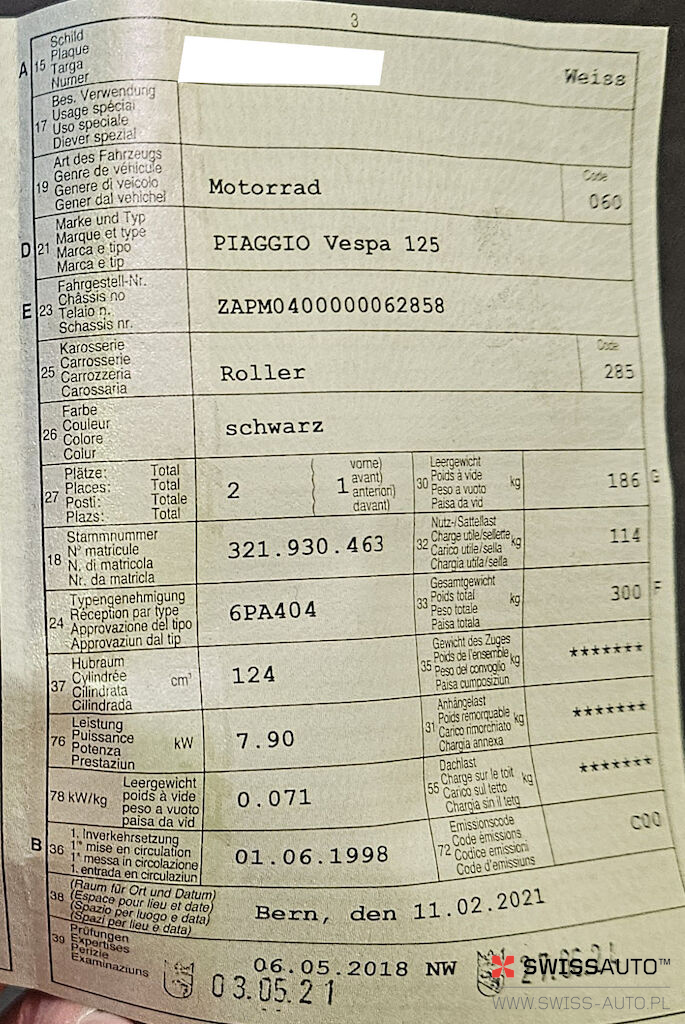 3
A 15 Schild
Plaque
Targa
Numer
Weiss
17 Bes. Verwendung
Usage spécial
Uso speciale
Diever spezial
19 Art des Fahrzeugs
Genre de véhicule
Genere di veicolo
Gener dal vehichel
Motorrad
Code
060
D 21 Marke und Typ
Marque et type
Marca e tipo
Marca e tip
PIAGGIO Vespa 125
E 23 Fahrgestell-Nr.
Châssis no
Telaio n.
Schassis nr.
ZAPM0400000062858
25 Karosserie
Carrosserie
Carrozzeria
Carossaria
Roller
Code
285
26 Farbe
Couleur
Colore
Colur
schwarz
27 Plätze: Total
Places: Total
Posti: Totale
Plazs: Total
2
1 vorne)
avant)
anteriori)
davant)
30 Leergewicht
Poids à vide
Peso a vuoto
Paisa da vid
kg
186 G
18 Stammnummer
N° matricule
N. di matricola
Nr. da matricla
321.930.463
32 Nutz-/Sattellast
Charge utile/sellette
Carico utile/sella
Chargia utila/sella
kg
114
24 Typengenehmigung
Réception par type
Approvazione del tipo
Approvaziun dal tip
6PA404
33 Gesamtgewicht
Poids total
Peso totale
Paisa totala
kg
300 F
37 Hubraum
Cylindrée
Cilindrata
Cilindrada
cm³
124
35 Gewicht des Zuges
Poids de l'ensemble
Peso del convoglio
Paisa cumposiziun
kg
*******
76 Leistung
Puissance
Potenza
Prestaziun
kW
7.90
31 Anhängelast
Poids remorquable
Carico rimorchiato
Chargia annexa
kg
*******
78 kW/kg Leergewicht
poids à vide
peso a vuoto
paisa da vid
0.071
55 Dachlast
Charge sur le toit
Carico sul tetto
Chargia sin il tetg
kg
*******
B 36 1. Inverkehrsetzung
1re mise en circulation
1a messa in circolazione
1. entrada en circulaziun
01.06.1998
72 Emissionscode
Code émissions
Codice emissioni
Code d'emissiuns
C00
38 (Raum für Ort und Datum)
(Espace pour lieu et date)
(Spazio per luogo e data)
(Spazi per lieu e data)
Bern, den 11.02.2021
39 Prüfungen
Expertises
Perizie
Examinaziuns
06.05.2018 NW
03.05.21
SWISSAUTO™
WWW.SWISS-AUTO.PL